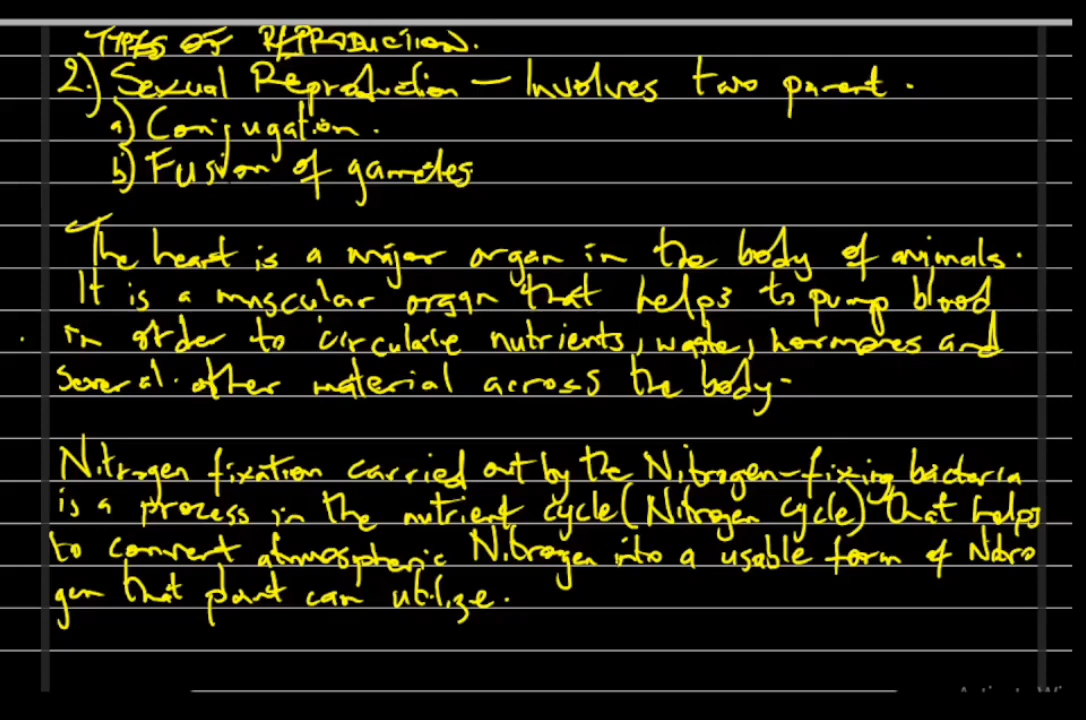 TYPES OF REPRODUCTION.
2.) Sexual Reproduction – Involves two parent.
a) Conjugation.
b) Fusion of gametes
The heart is a major organ in the body of animals.
It is a muscular organ that helps to pump blood
in order to circulate nutrients, waste, hormones and
several other material across the body-
Nitrogen fixation carried out by the Nitrogen-fixing bacteria
is a process in the nutrient cycle (Nitrogen cycle) that helps
to convert atmospheric Nitrogen into a usable form of Nitro
gen that plant can utilize.